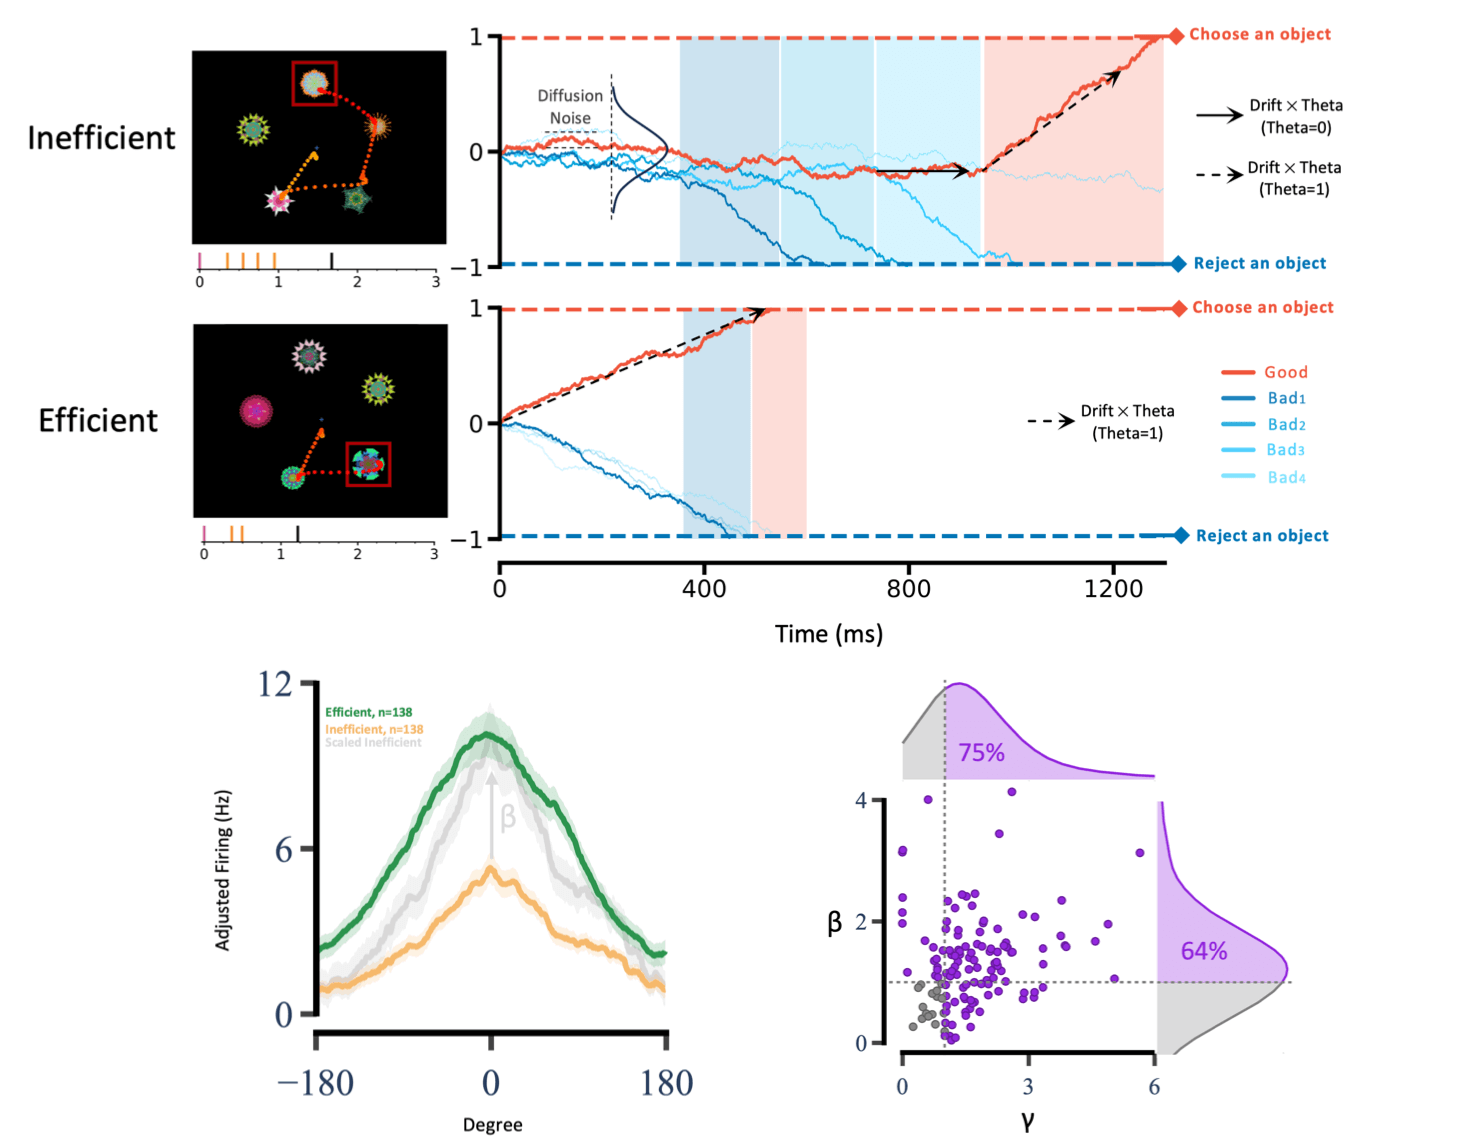 Inefficient
0 1 2 3
1
0
−1
Diffusion
Noise
Choose an object
Drift × Theta
(Theta=0)
Drift × Theta
(Theta=1)
Reject an object
Efficient
0 1 2 3
1
0
−1
Choose an object
Good
Bad1
Bad2
Bad3
Bad4
Drift × Theta
(Theta=1)
Reject an object
0 400 800 1200
Time (ms)
12
6
0
Adjusted Firing (Hz)
Efficient, n=138
Inefficient, n=138
Scaled Inefficient
β
−180 0 180
Degree
75%
64%
4
2
0
β
0 3 6
γ